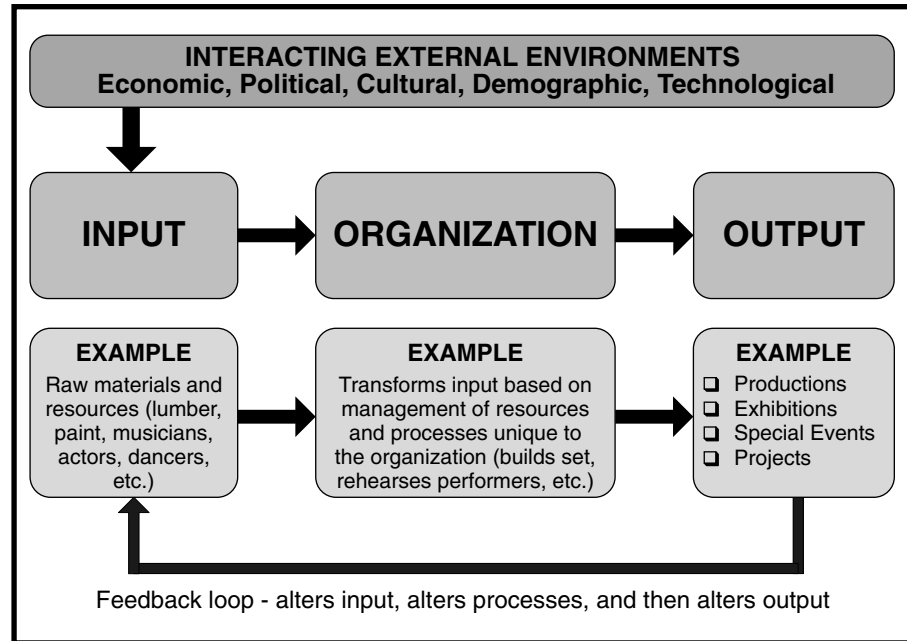 INTERACTING EXTERNAL ENVIRONMENTS
Economic, Political, Cultural, Demographic, Technological
INPUT
ORGANIZATION
OUTPUT
EXAMPLE
Raw materials and
resources (lumber,
paint, musicians,
actors, dancers,
etc.)
EXAMPLE
Transforms input based on
management of resources
and processes unique to
the organization (builds set,
rehearses performers, etc.)
EXAMPLE
❑ Productions
❑ Exhibitions
❑ Special Events
❑ Projects
Feedback loop - alters input, alters processes, and then alters output